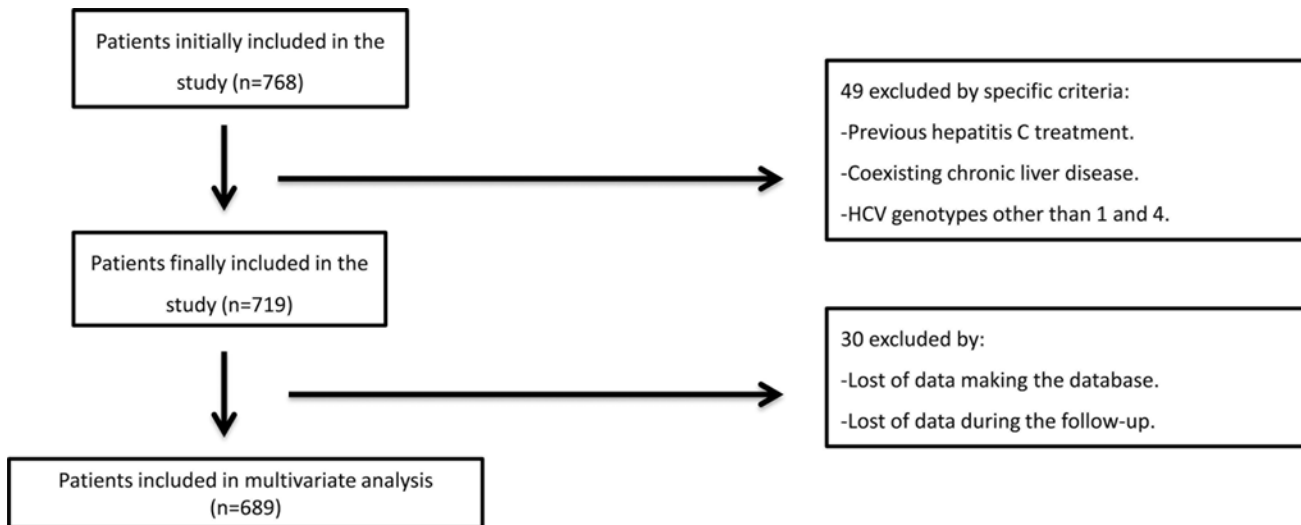 Patients initially included in the
study (n=768)
49 excluded by specific criteria:
-Previous hepatitis C treatment.
-Coexisting chronic liver disease.
-HCV genotypes other than 1 and 4.
Patients finally included in the
study (n=719)
30 excluded by:
-Lost of data making the database.
-Lost of data during the follow-up.
Patients included in multivariate analysis
(n=689)